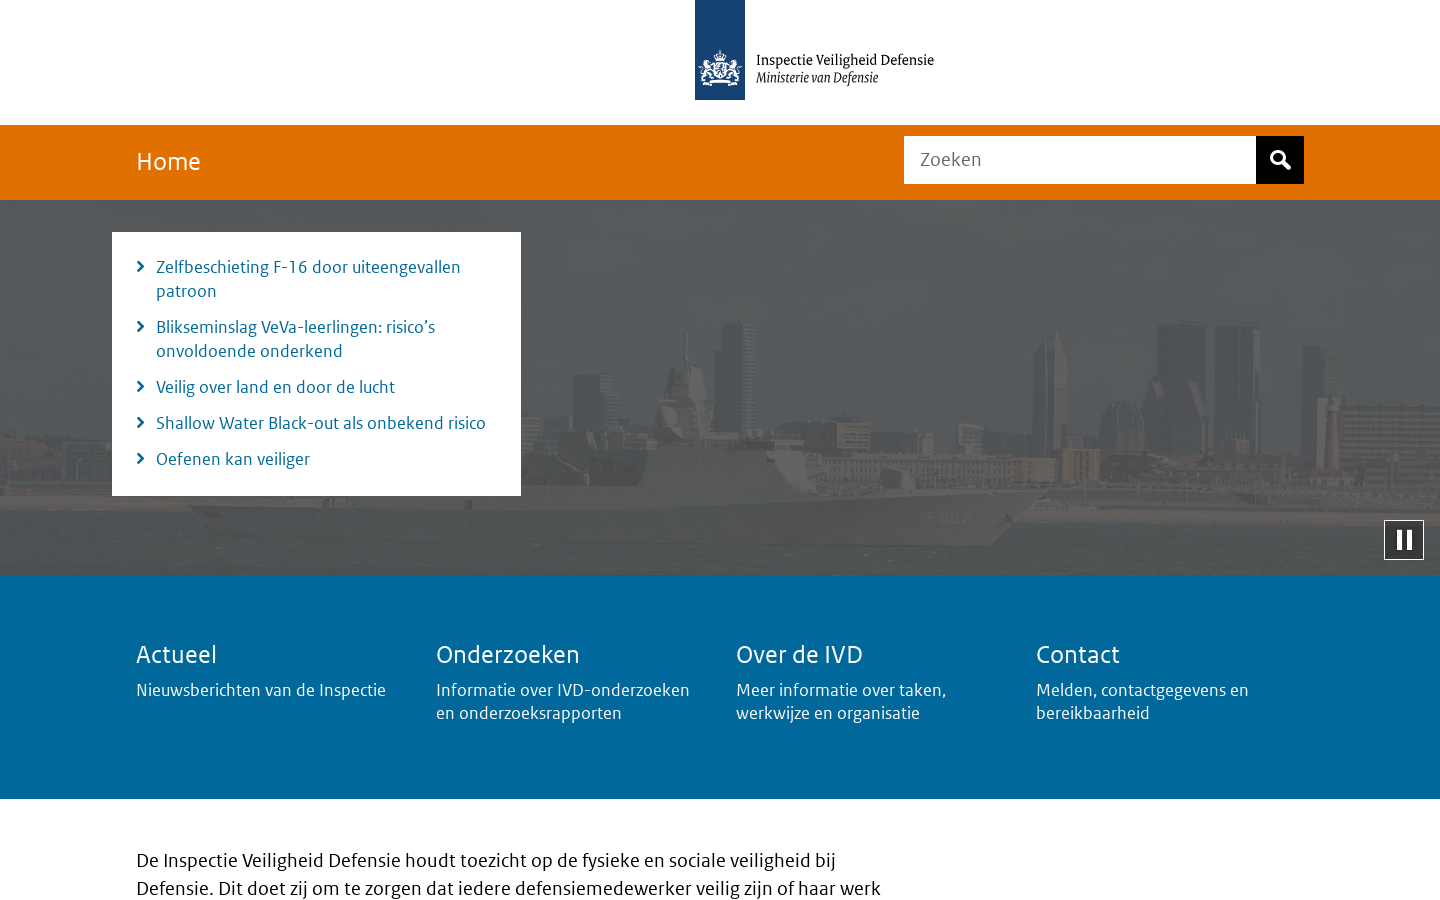 Inspectie Veiligheid Defensie
Ministerie van Defensie
Home
Zoeken
Zelfbeschieting F-16 door uiteengevallen
patroon
Blikseminslag VeVa-leerlingen: risico’s
onvoldoende onderkend
Veilig over land en door de lucht
Shallow Water Black-out als onbekend risico
Oefenen kan veiliger
F 802
Actueel
Nieuwsberichten van de Inspectie
Onderzoeken
Informatie over IVD-onderzoeken
en onderzoeksrapporten
Over de IVD
Meer informatie over taken,
werkwijze en organisatie
Contact
Melden, contactgegevens en
bereikbaarheid
De Inspectie Veiligheid Defensie houdt toezicht op de fysieke en sociale veiligheid bij
Defensie. Dit doet zij om te zorgen dat iedere defensiemedewerker veilig zijn of haar werk